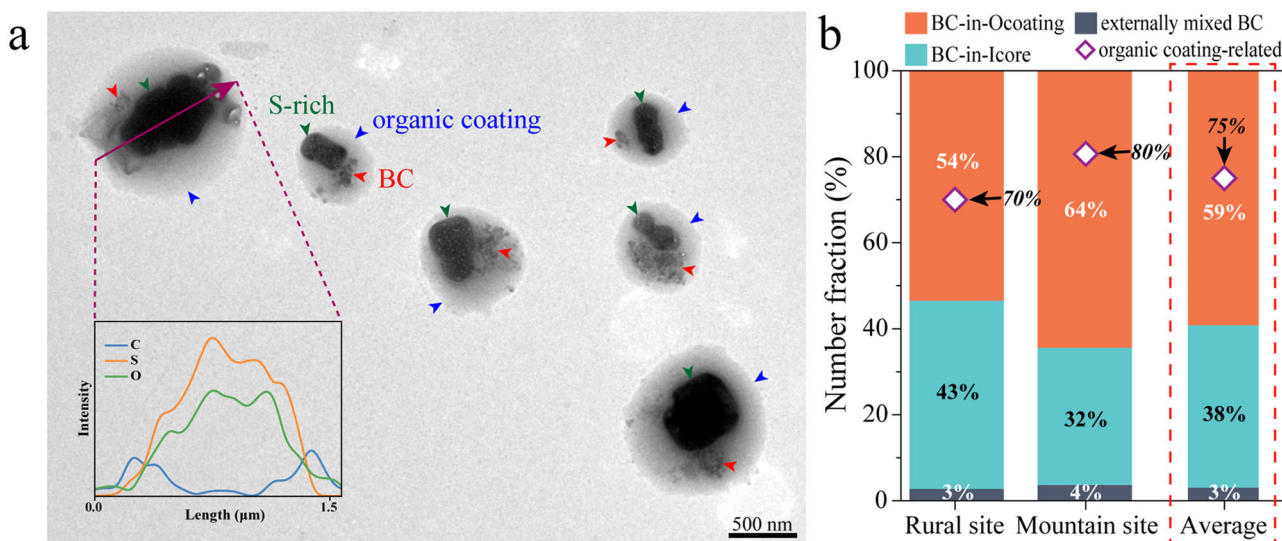 a
S-rich
organic coating
BC
C
S
O
Intensity
0.0
1.5
Length (μm)
500 nm
b
BC-in-Ocoating
externally mixed BC
BC-in-Icore
organic coating-related
Number fraction (%)
100
80
60
40
20
0
54%
70%
43%
3%
80%
64%
32%
4%
75%
59%
38%
3%
Rural site
Mountain site
Average